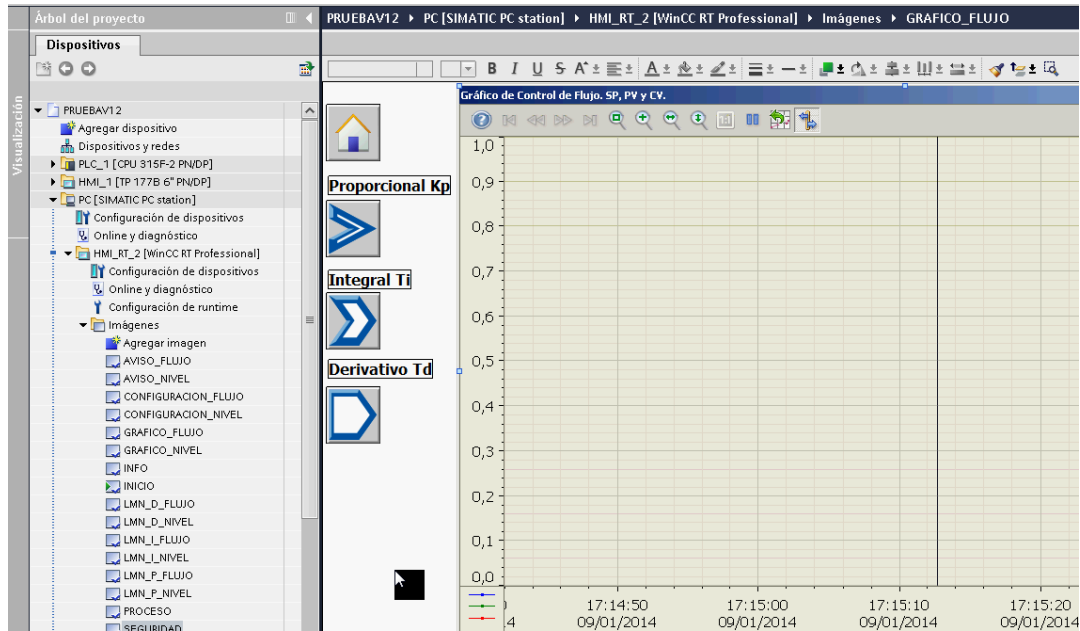 Árbol del proyecto
PRUEBAV12 PC [SIMATIC PC station] HMI_RT_2 [WinCC RT Professional] Imágenes GRAFICO_FLUJO
Dispositivos
Visualización
B I U S A A
PRUEBAV12
Agregar dispositivo
Dispositivos y redes
PLC_1 [CPU 315F-2 PN/DP]
HMI_1 [TP 177B 6" PN/DP]
PC [SIMATIC PC station]
Configuración de dispositivos
Online y diagnóstico
HMI_RT_2 [WinCC RT Professional]
Configuración de dispositivos
Online y diagnóstico
Configuración de runtime
Imágenes
Agregar imagen
AVISO_FLUJO
AVISO_NIVEL
CONFIGURACION_FLUJO
CONFIGURACION_NIVEL
GRAFICO_FLUJO
GRAFICO_NIVEL
INFO
INICIO
LMN_D_FLUJO
LMN_D_NIVEL
LMN_I_FLUJO
LMN_I_NIVEL
LMN_P_FLUJO
LMN_P_NIVEL
PROCESO
SEGURIDAD
Proporcional Kp
Integral Ti
Derivativo Td
Gráfico de Control de Flujo. SP, PV y CV.
1,0
0,9
0,8
0,7
0,6
0,5
0,4
0,3
0,2
0,1
0,0
17:14:50 17:15:00 17:15:10 17:15:20
4 09/01/2014 09/01/2014 09/01/2014 09/01/2014